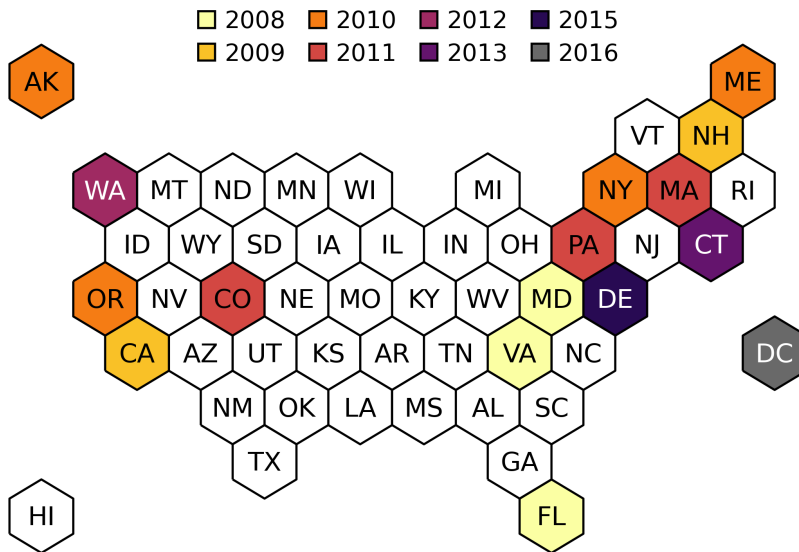 2008 2010 2012 2015
2009 2011 2013 2016
AK ME
VT NH
WA MT ND MN WI MI NY MA RI
ID WY SD IA IL IN OH PA NJ CT
OR NV CO NE MO KY WV MD DE
CA AZ UT KS AR TN VA NC DC
NM OK LA MS AL SC
TX GA
HI FL